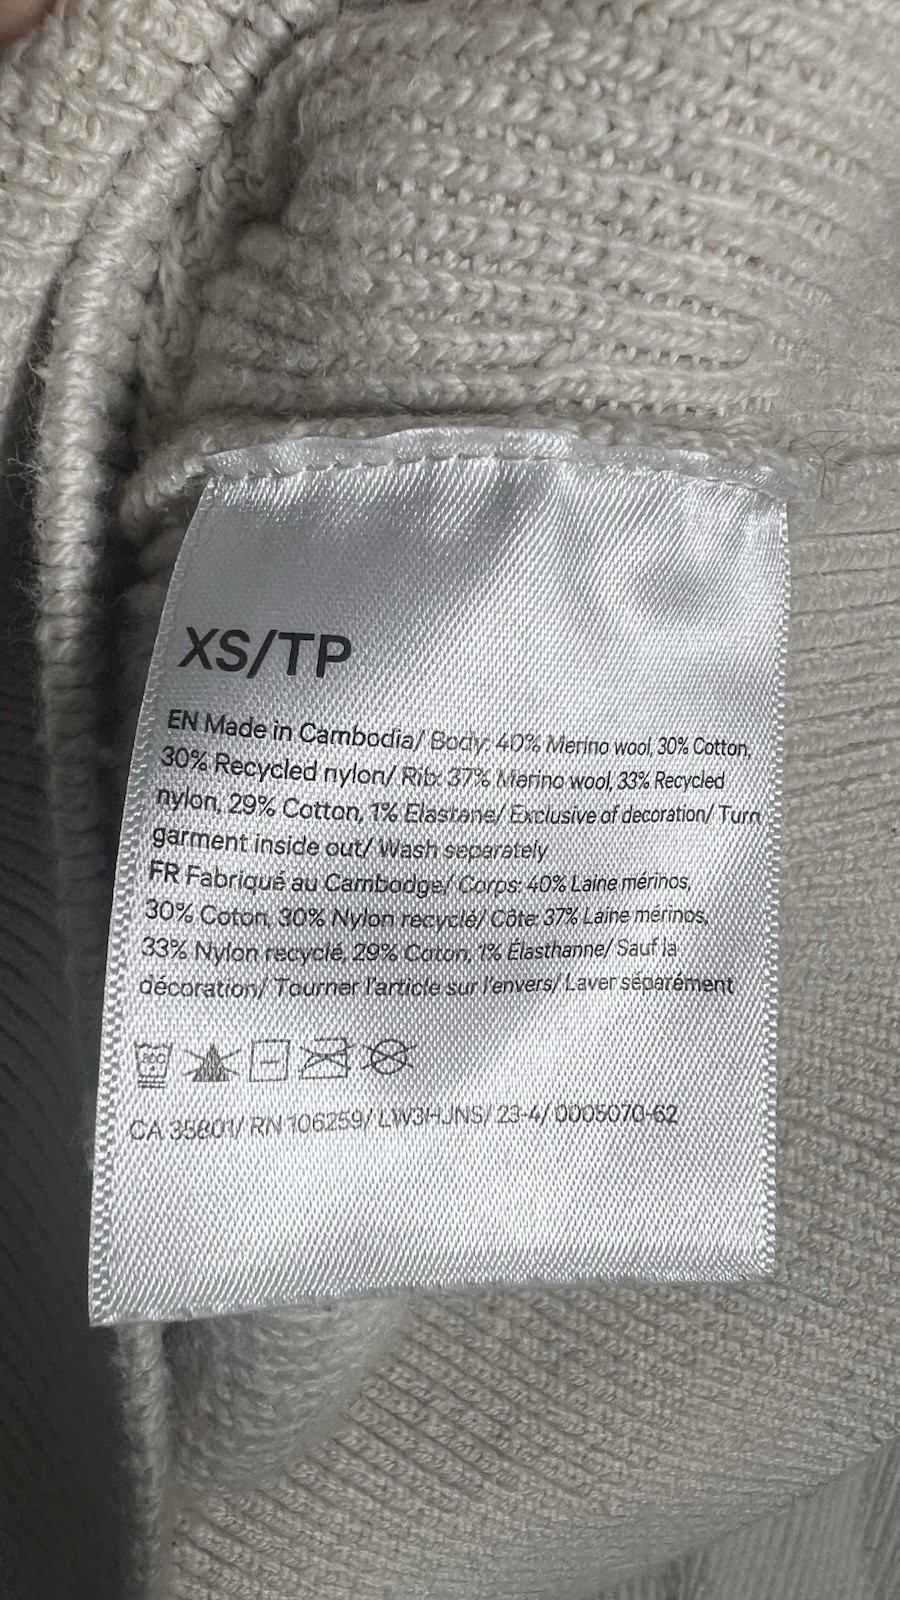 XS/TP
EN Made in Cambodia/ Body: 40% Merino wool, 30% Cotton,
30% Recycled nylon/ Rib: 37% Merino wool, 33% Recycled
nylon, 29% Cotton, 1% Elastane/ Exclusive of decoration/ Turn
garment inside out/ Wash separately
FR Fabriqué au Cambodge/ Corps: 40% Laine mérinos,
30% Coton, 30% Nylon recyclé/ Côte: 37% Laine mérinos,
33% Nylon recyclé, 29% Coton, 1% Élasthanne/ Sauf la
décoration/ Tourner l'article sur l'envers/ Laver séparément
CA 35801/ RN 106259/ LW3HJNS/ 23-4/ 0005070-62